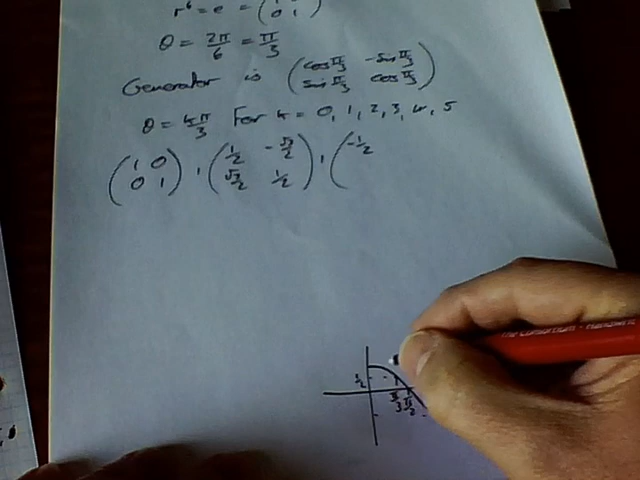 r⁶ = e = (1
0 1)
θ = 2π/6 = π/3
Generator is (cos π/3 -sin π/3
sin π/3 cos π/3)
θ = kπ/3 For k = 0, 1, 2, 3, 4, 5
(1 0 , (1/2 -√3/2 , (-1/2
0 1) √3/2 1/2)
1/2
π/3 π/2